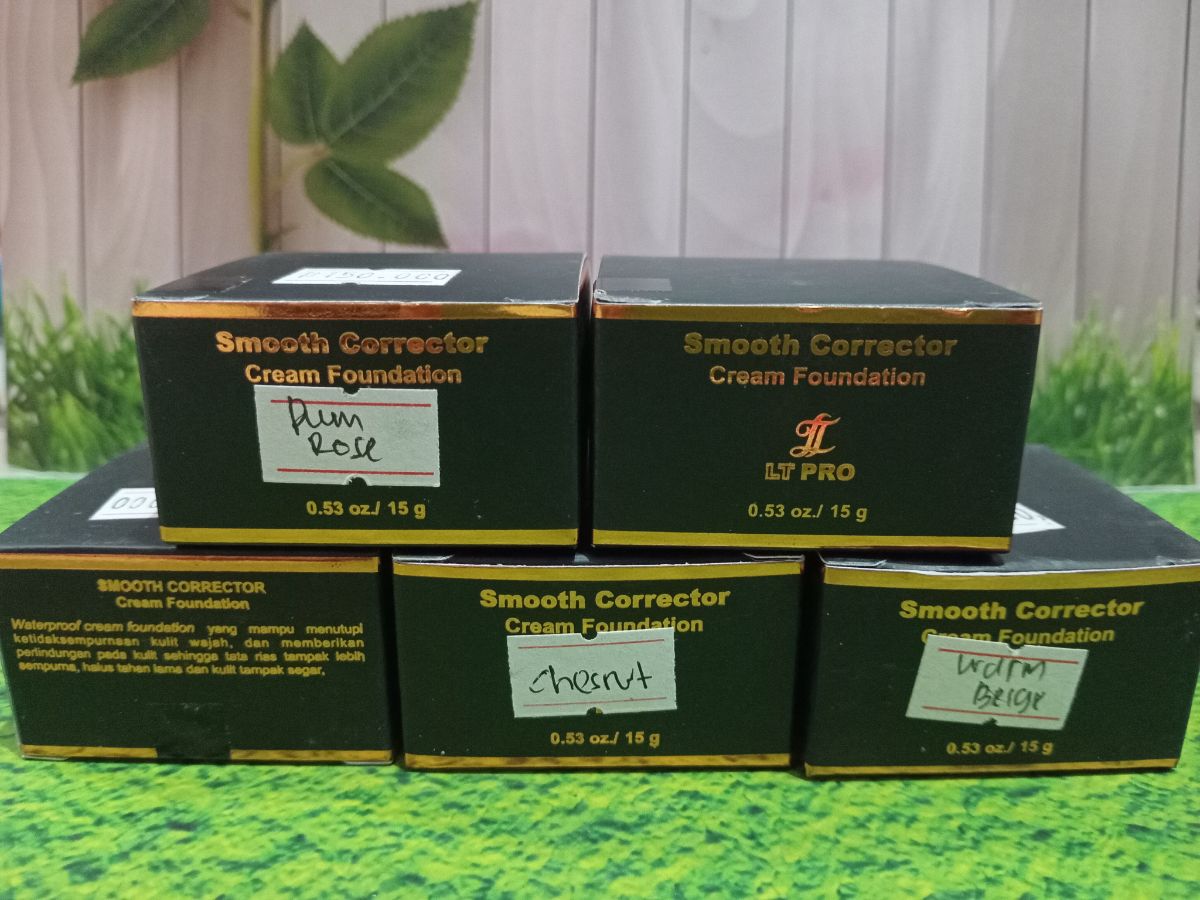 150.000
Smooth Corrector
Cream Foundation
Plum
Rose
0.53 oz./ 15 g
Smooth Corrector
Cream Foundation
LT PRO
0.53 oz./ 15 g
000
SMOOTH CORRECTOR
Cream Foundation
Waterproof cream foundation yang mampu menutupi
ketidaksempurnaan kulit wajah, dan memberikan
perlindungan pada kulit sehingga tata rias tampak lebih
sempurna, halus tahan lama dan kulit tampak segar.
Smooth Corrector
Cream Foundation
chesnut
0.53 oz./ 15 g
Smooth Corrector
Cream Foundation
Warm
Beige
0.53 oz./ 15 g